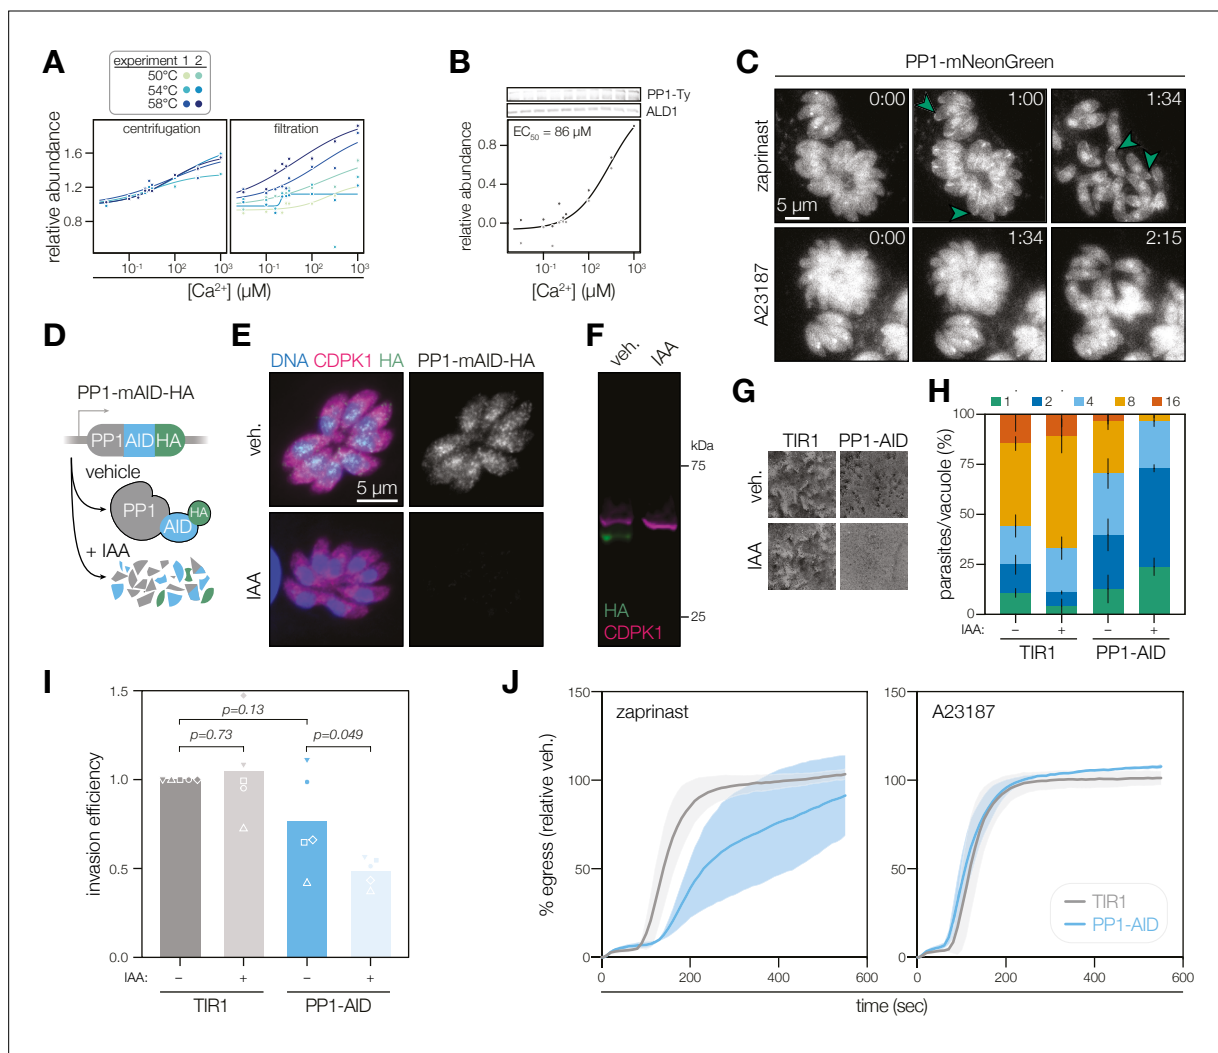 A
experiment 1 2
50°C
54°C
58°C
centrifugation
filtration
relative abundance
1.6
1.2
0.8
10⁻¹ 10² 10³ 10⁻¹ 10² 10³
[Ca²⁺] (µM)
B
PP1-Ty
ALD1
EC₅₀ = 86 µM
relative abundance
0.8
0.4
0.0
10⁻¹ 10² 10³
[Ca²⁺] (µM)
C
PP1-mNeonGreen
zaprinast
0:00
1:00
1:34
5 µm
A23187
0:00
1:34
2:15
D
PP1-mAID-HA
PP1 AID HA
vehicle
PP1
AID
HA
+ IAA
E
DNA CDPK1 HA
PP1-mAID-HA
veh.
5 µm
IAA
F
veh.
IAA
kDa
75
25
HA
CDPK1
G
TIR1
PP1-AID
veh.
IAA
H
1 2 4 8 16
parasites/vacuole (%)
100
75
50
25
0
IAA: − + − +
TIR1
PP1-AID
I
invasion efficiency
1.5
1.0
0.5
0.0
p=0.13
p=0.73
p=0.049
IAA: − + − +
TIR1
PP1-AID
J
% egress (relative veh.)
150
100
50
0
zaprinast
0 200 400 600
150
100
50
0
A23187
TIR1
PP1-AID
0 200 400 600
time (sec)